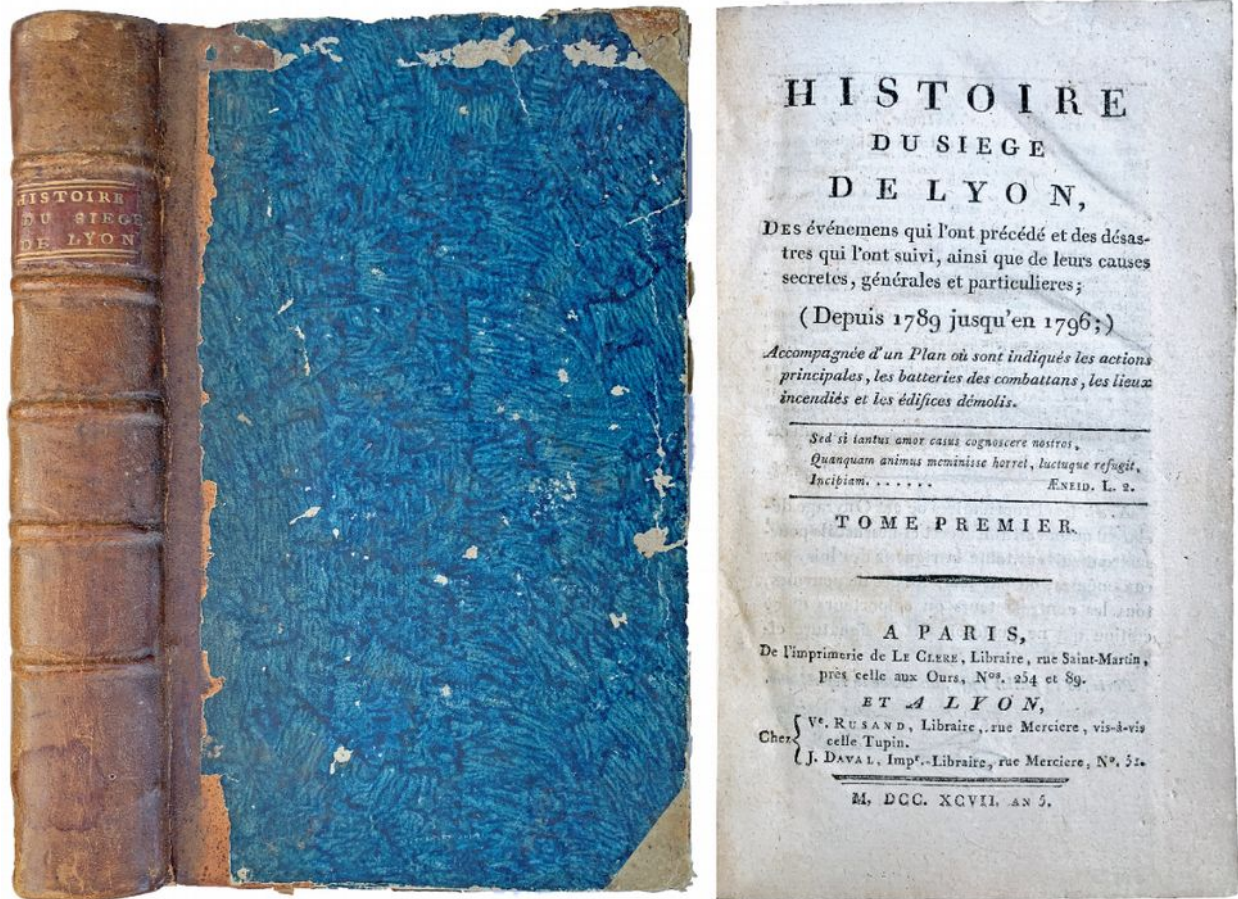 HISTOIRE
DU SIEGE
DE LYON
HISTOIRE
DU SIEGE
DE LYON,
DES événemens qui l'ont précédé et des désas-
tres qui l'ont suivi, ainsi que de leurs causes
secretes, générales et particulieres;
(Depuis 1789 jusqu'en 1796;)
Accompagnée d'un Plan où sont indiqués les actions
principales, les batteries des combattans, les lieux
incendiés et les édifices démolis.
Sed si tantus amor casus cognoscere nostros,
Quanquam animus meminisse horret, luctuque refugit,
Incipiam. . . . . . ÆNEID. L. 2.
TOME PREMIER.
A PARIS,
De l'imprimerie de LE CLERE, Libraire, rue Saint-Martin,
près celle aux Ours, Nos. 254 et 89.
ET A LYON,
Chez { Ve. RUSAND, Libraire, rue Merciere, vis-à-vis
celle Tupin.
J. DAVAL, Impr.-Libraire, rue Merciere, No. 51.
M. DCC. XCVII. AN 5.